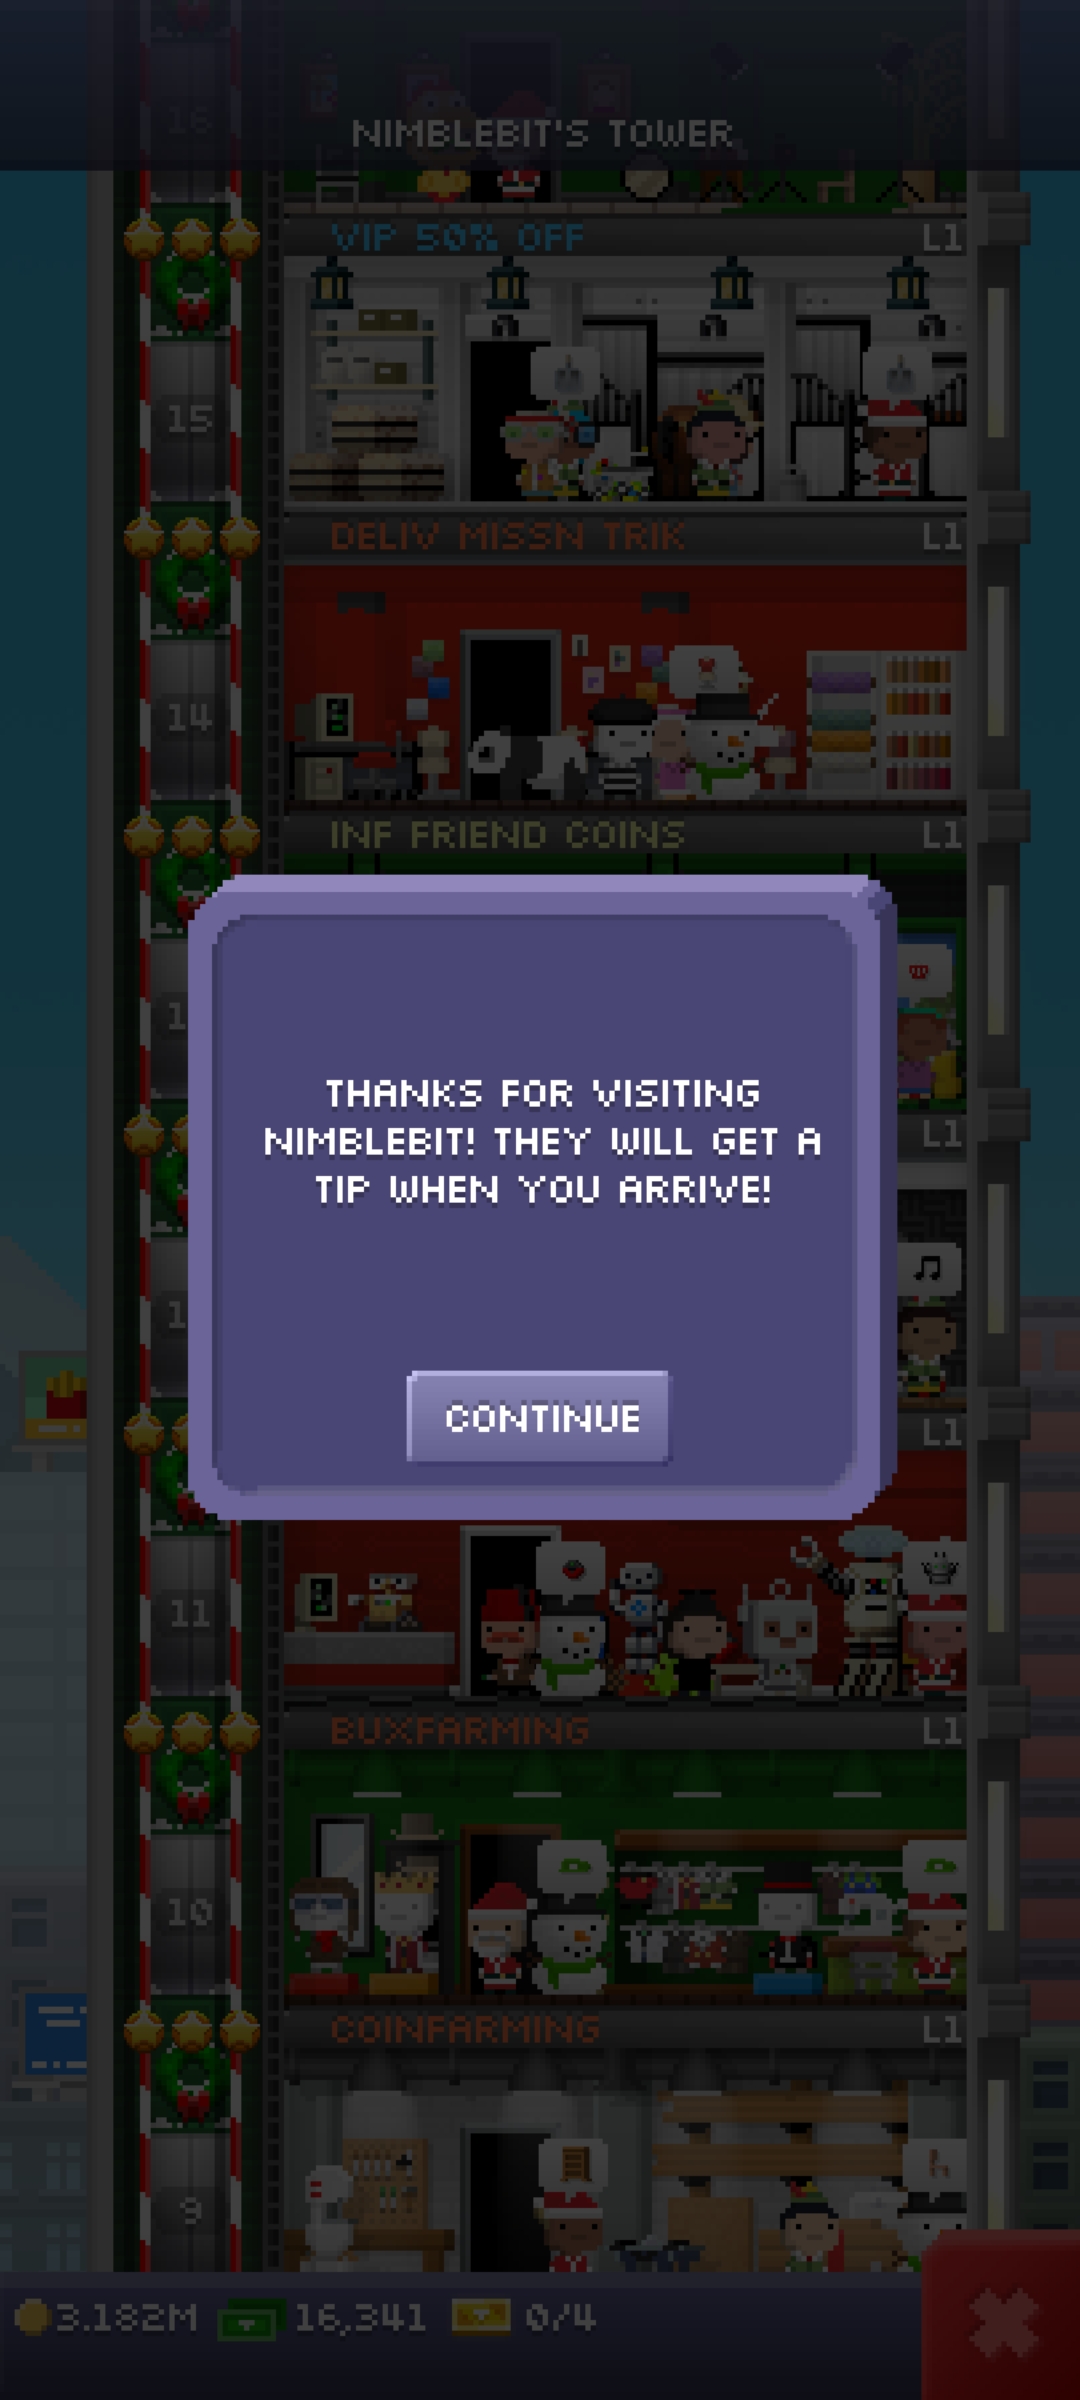 16
NIMBLEBIT'S TOWER
VIP 50% OFF L1
15
DELIV MISSN TRIK L1
14
INF FRIEND COINS L1
1
L1
THANKS FOR VISITING
NIMBLEBIT! THEY WILL GET A
TIP WHEN YOU ARRIVE!
1
CONTINUE
L1
11
BUXFARMING L1
10
COINFARMING L1
9
3.182M 16,341 0/4